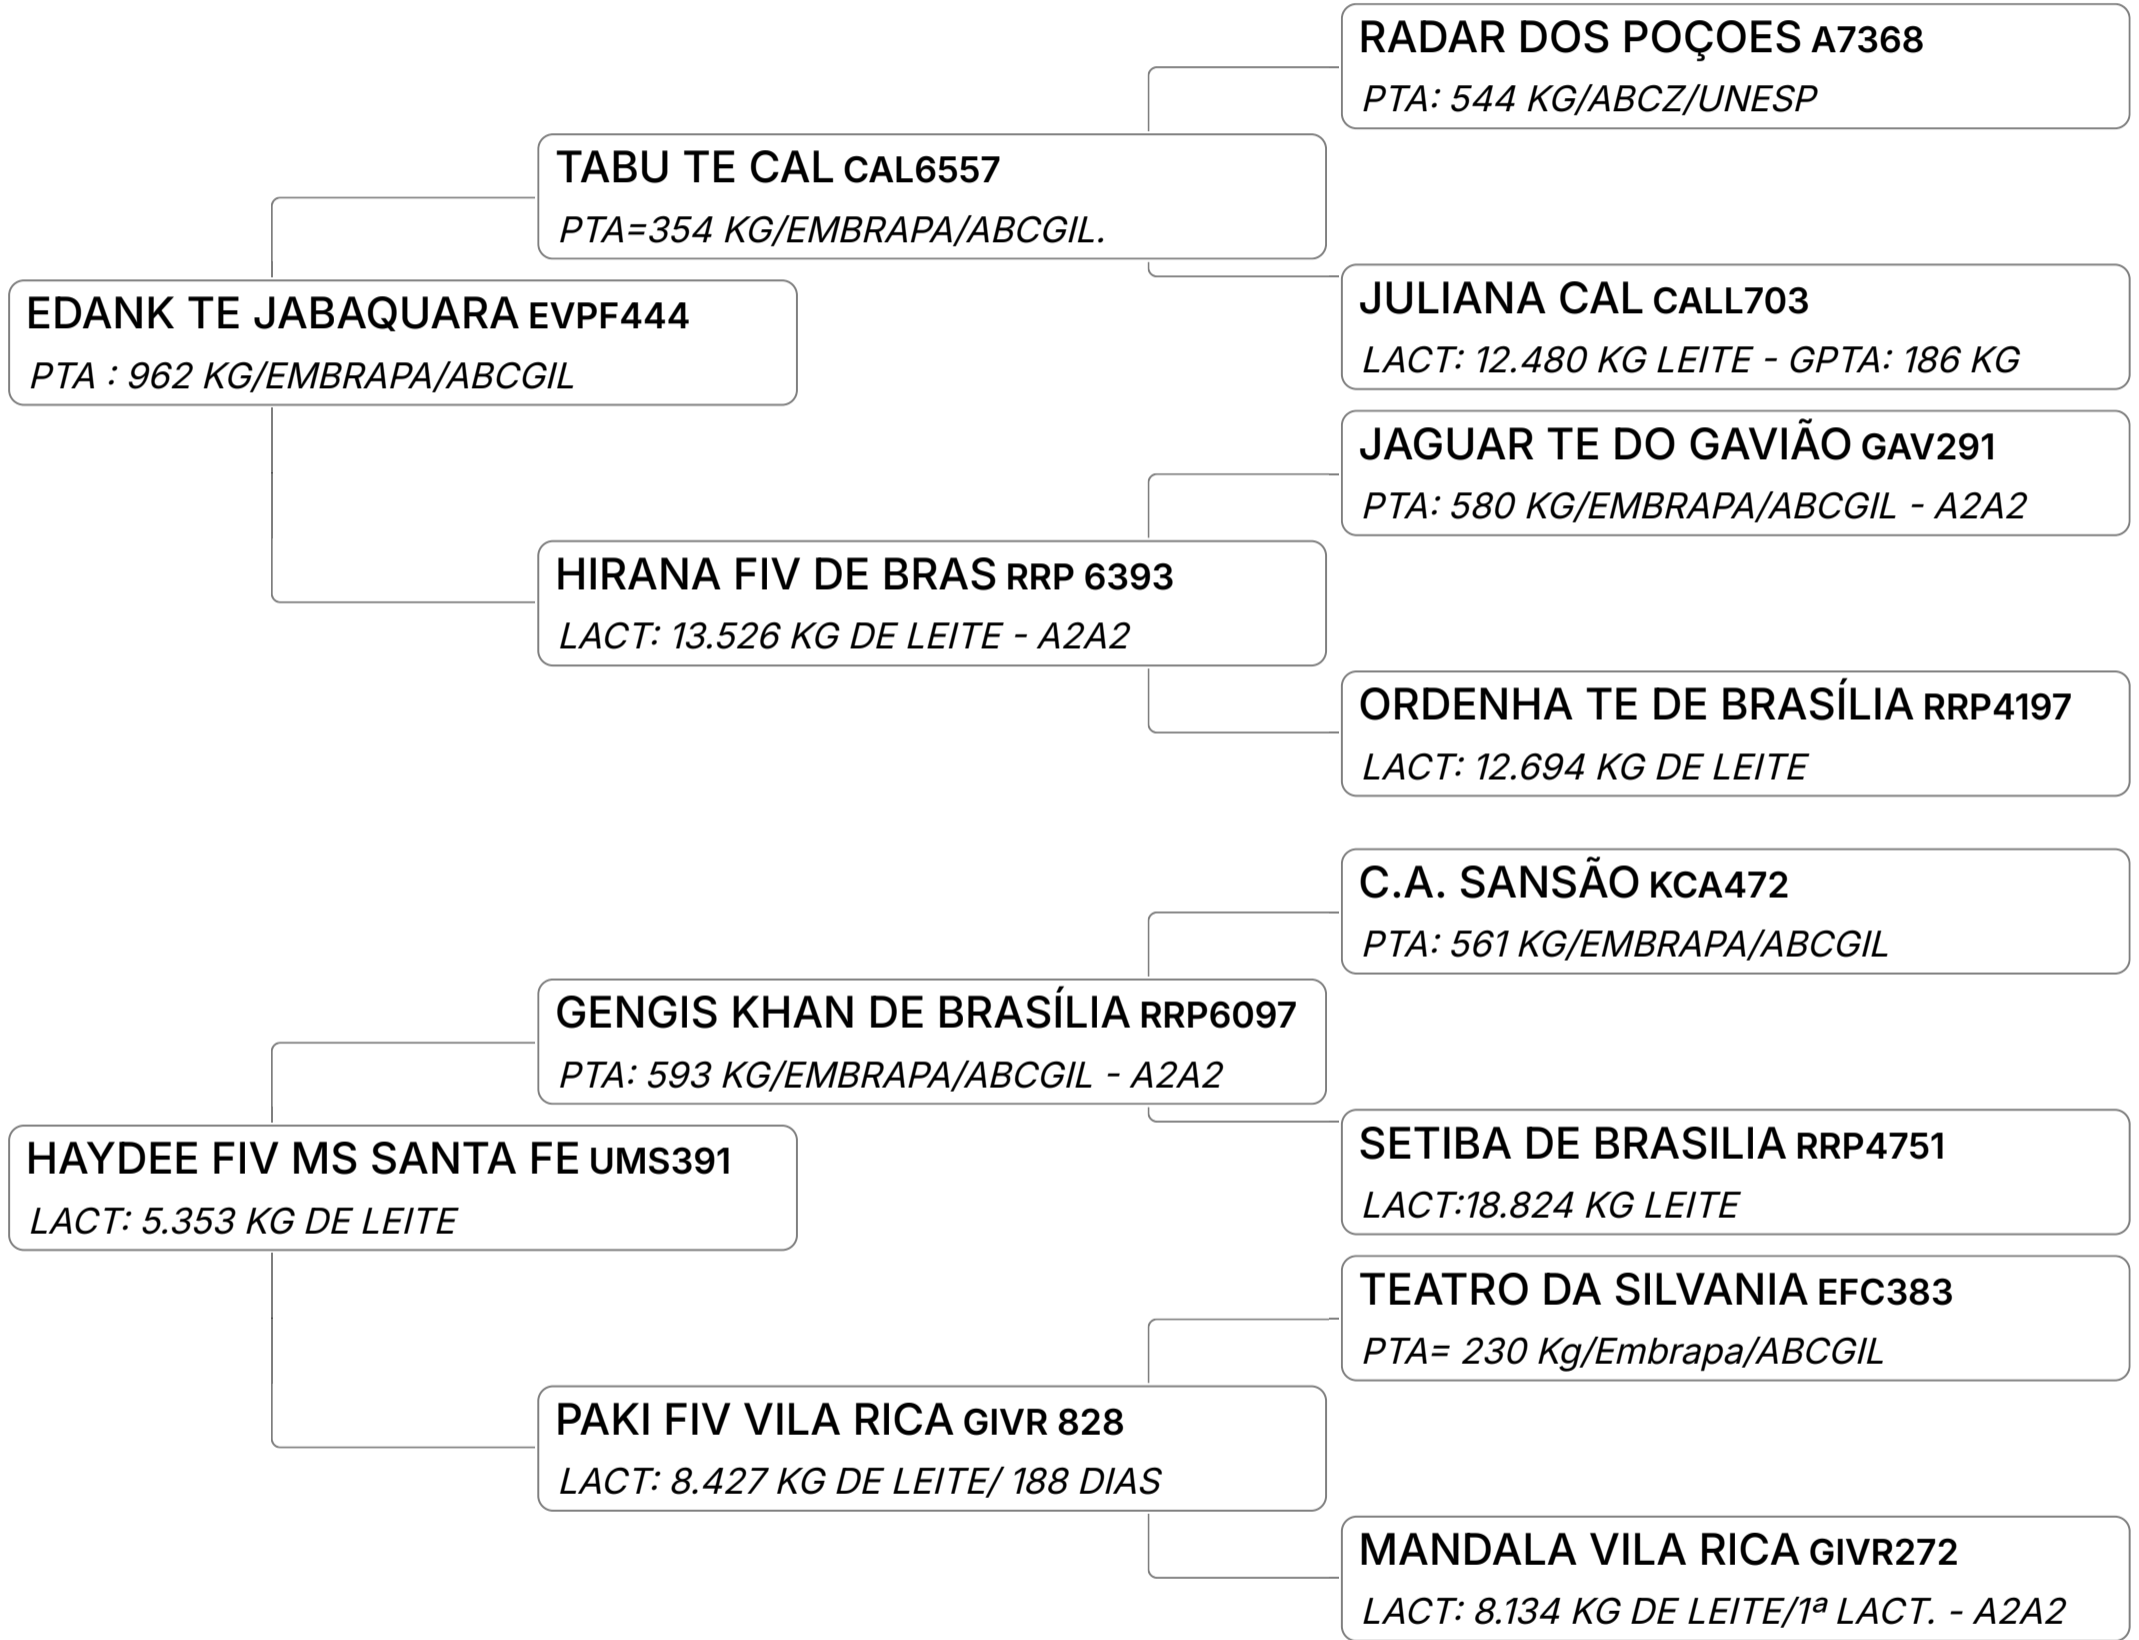 RADAR DOS POÇOES A7368
PTA: 544 KG/ABCZ/UNESP
TABU TE CAL CAL6557
PTA=354 KG/EMBRAPA/ABCGIL.
JULIANA CAL CALL703
LACT: 12.480 KG LEITE - GPTA: 186 KG
EDANK TE JABAQUARA EVPF444
PTA : 962 KG/EMBRAPA/ABCGIL
JAGUAR TE DO GAVIÃO GAV291
PTA: 580 KG/EMBRAPA/ABCGIL - A2A2
HIRANA FIV DE BRAS RRP 6393
LACT: 13.526 KG DE LEITE - A2A2
ORDENHA TE DE BRASÍLIA RRP4197
LACT: 12.694 KG DE LEITE
C.A. SANSÃO KCA472
PTA: 561 KG/EMBRAPA/ABCGIL
GENGIS KHAN DE BRASÍLIA RRP6097
PTA: 593 KG/EMBRAPA/ABCGIL - A2A2
SETIBA DE BRASILIA RRP4751
LACT:18.824 KG LEITE
HAYDEE FIV MS SANTA FE UMS391
LACT: 5.353 KG DE LEITE
TEATRO DA SILVANIA EFC383
PTA= 230 Kg/Embrapa/ABCGIL
PAKI FIV VILA RICA GIVR 828
LACT: 8.427 KG DE LEITE/ 188 DIAS
MANDALA VILA RICA GIVR272
LACT: 8.134 KG DE LEITE/1ª LACT. - A2A2